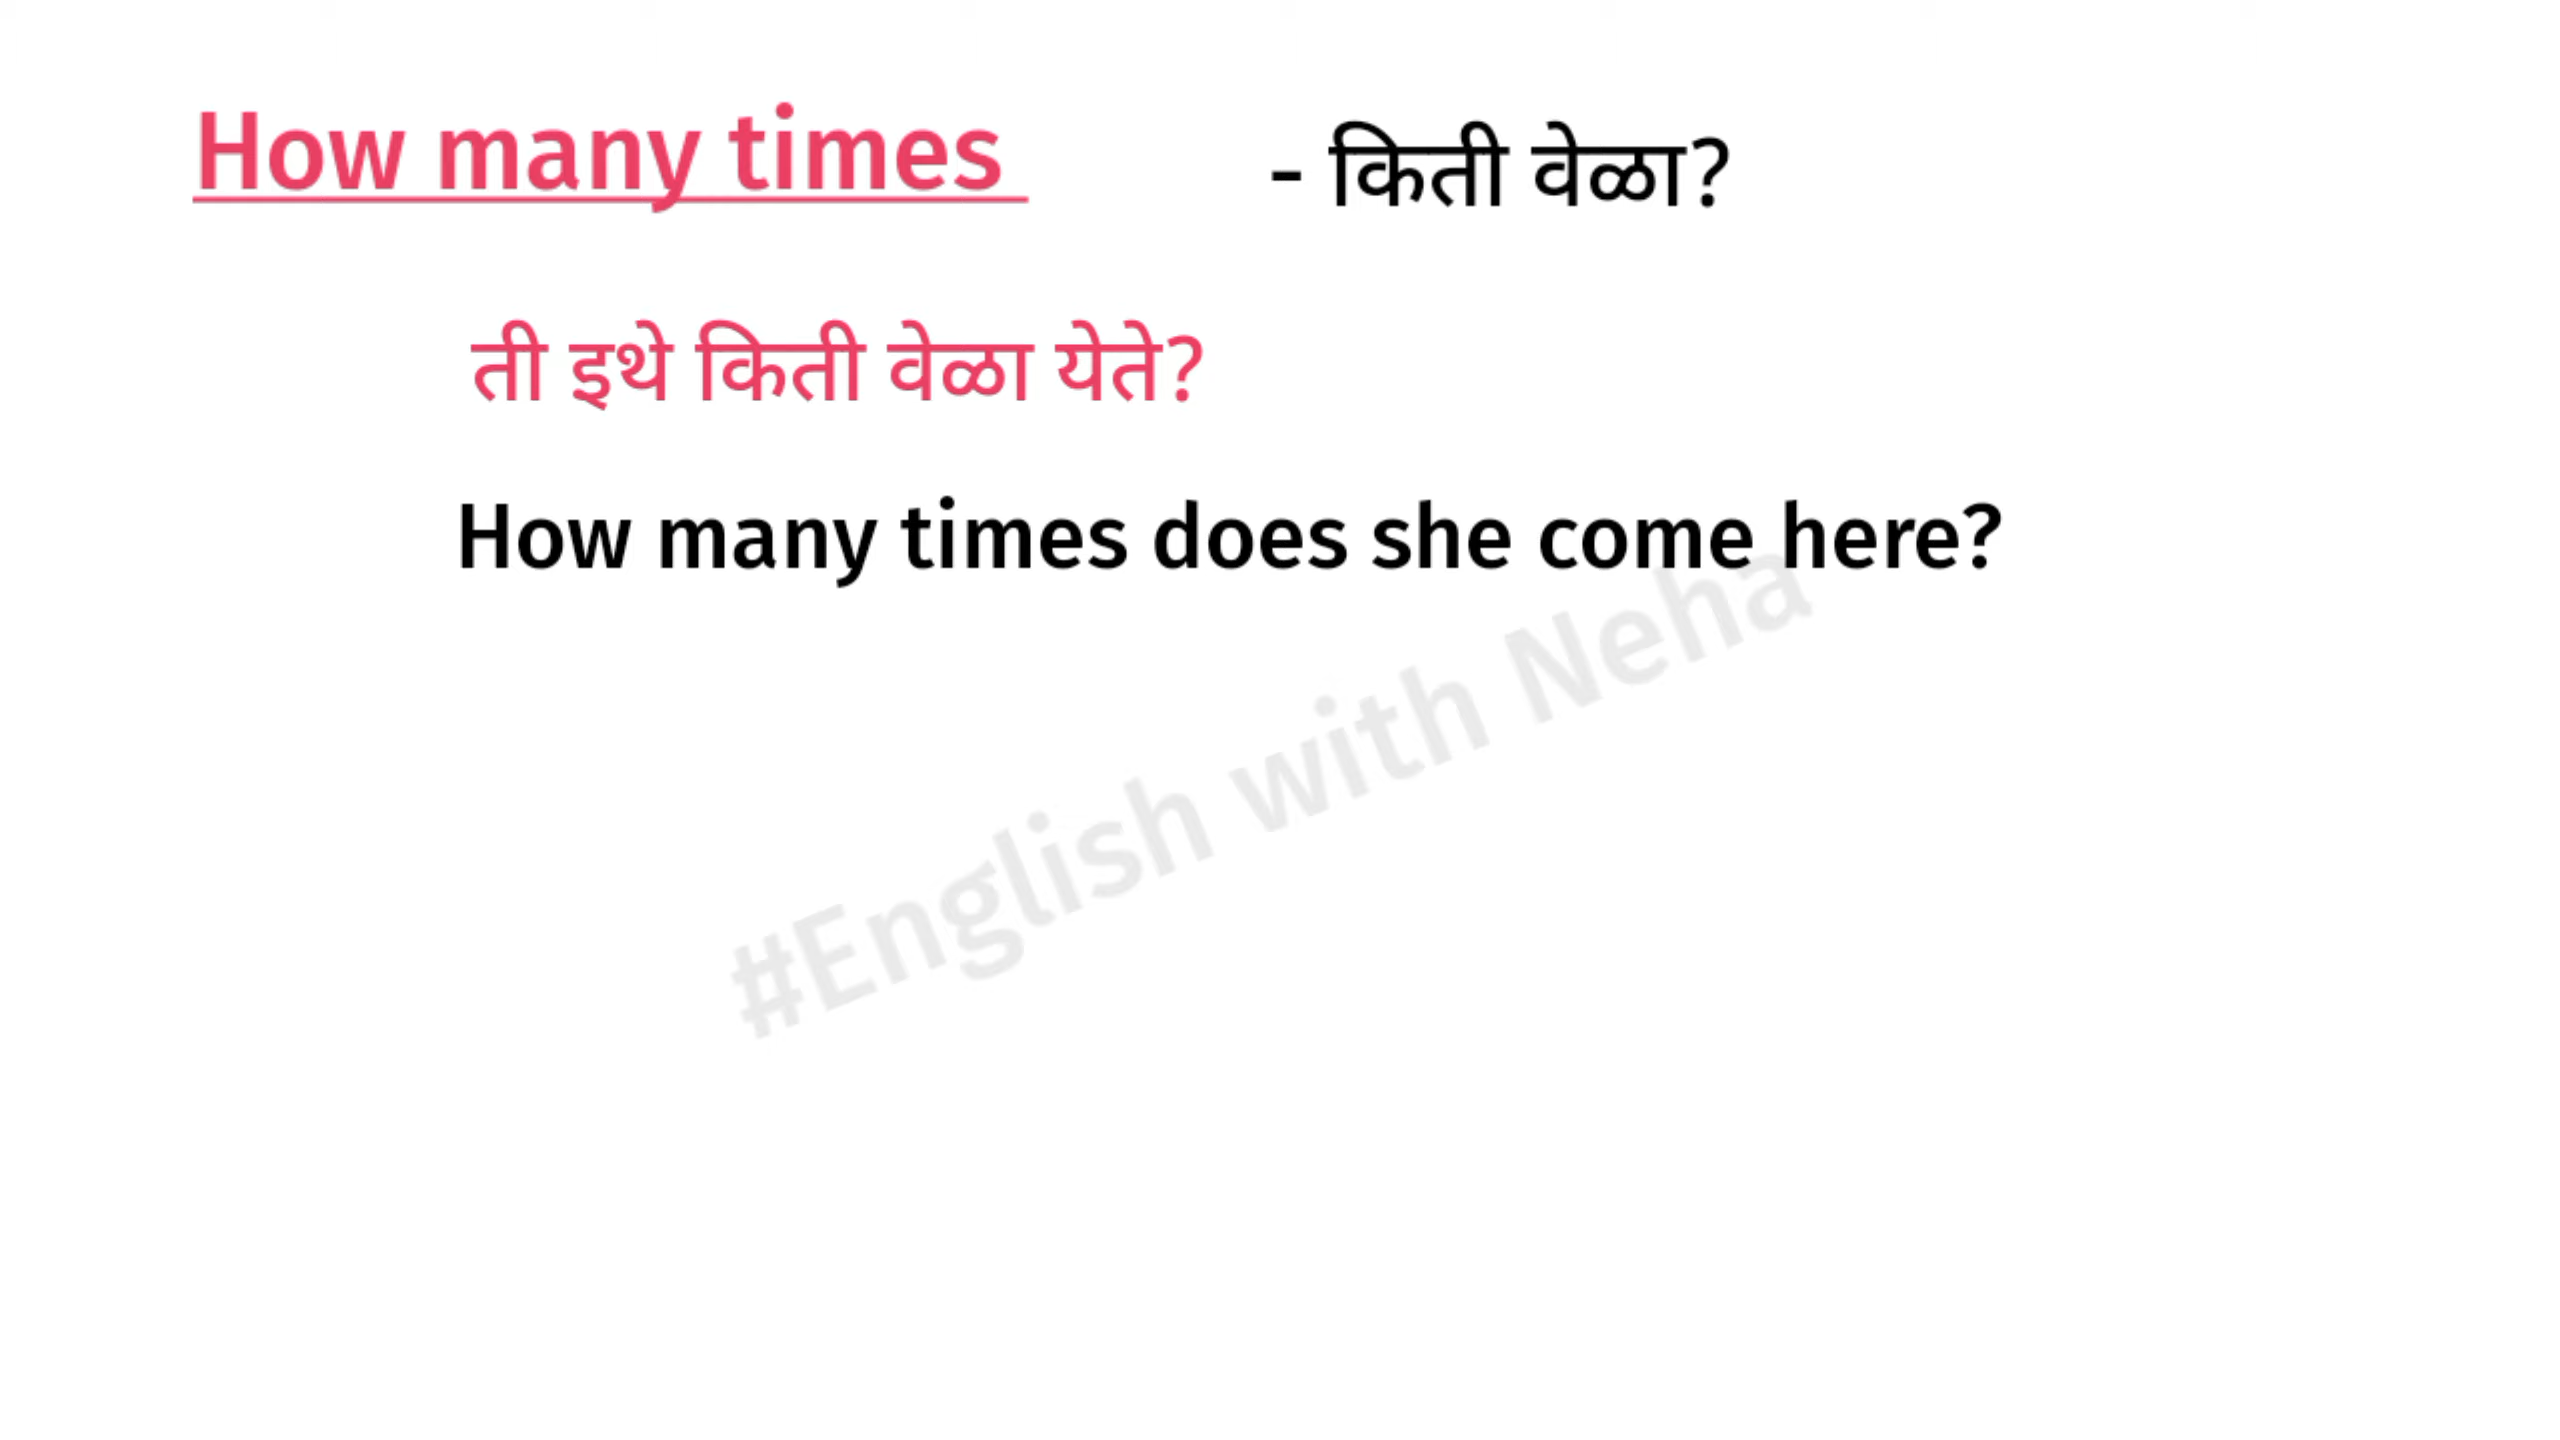 How many times - किती वेळा?
ती इथे किती वेळा येते?
How many times does she come here?
#English with Neha